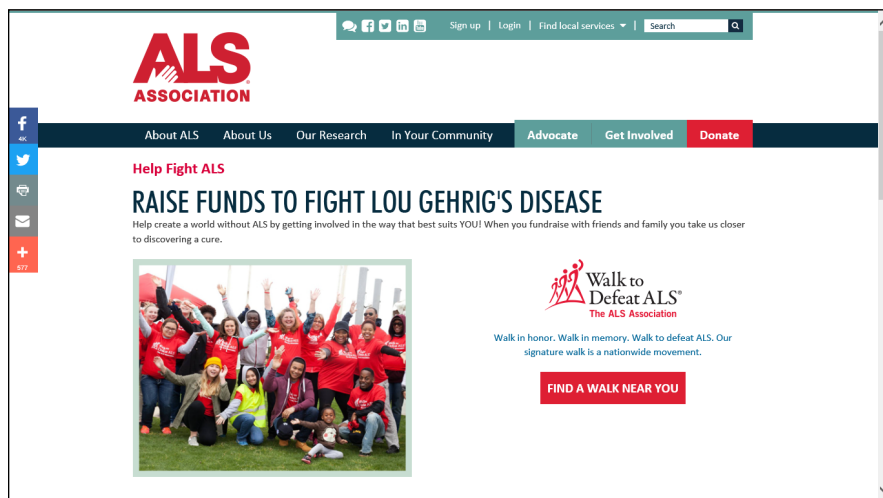 Sign up | Login | Find local services ▼ | Search
ALS
ASSOCIATION
f
4K
577
About ALS About Us Our Research In Your Community Advocate Get Involved Donate
Help Fight ALS
RAISE FUNDS TO FIGHT LOU GEHRIG'S DISEASE
Help create a world without ALS by getting involved in the way that best suits YOU! When you fundraise with friends and family you take us closer
to discovering a cure.
Walk to
Defeat ALS®
The ALS Association
Walk in honor. Walk in memory. Walk to defeat ALS. Our
signature walk is a nationwide movement.
FIND A WALK NEAR YOU